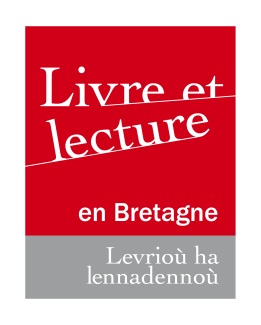 Livre et
lecture
en Bretagne
Levrioù ha
lennadennoù